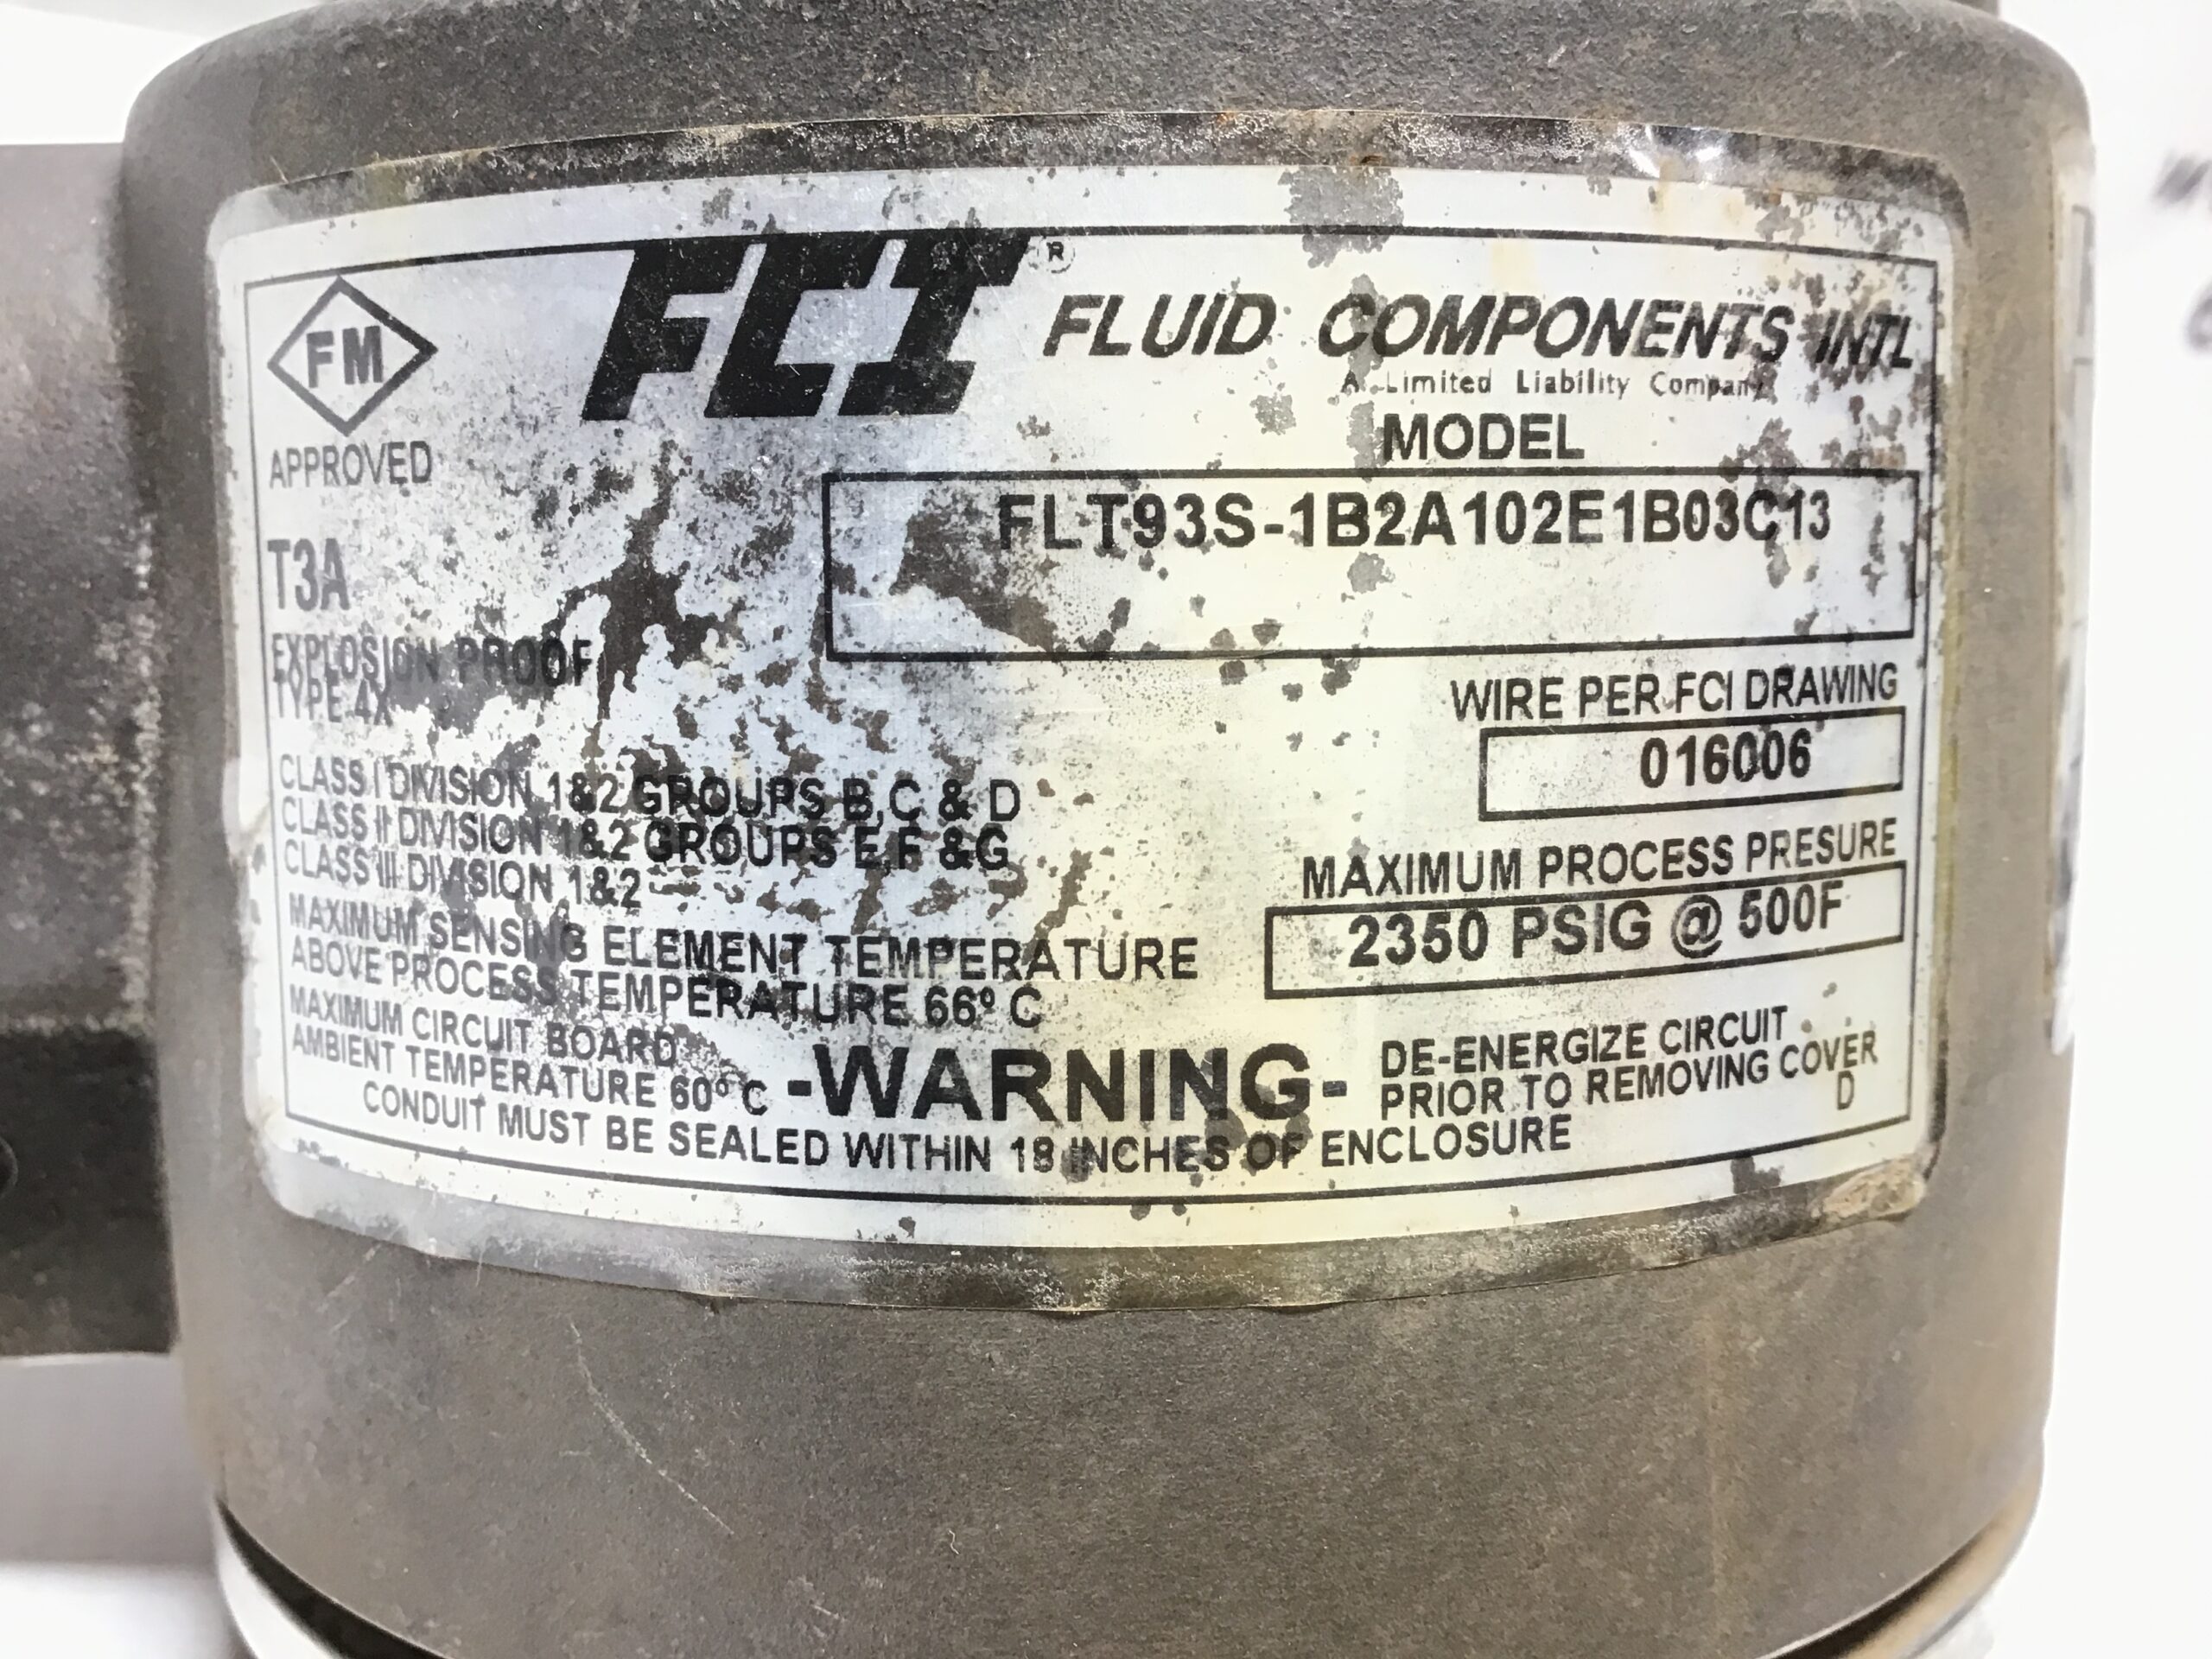 FM
APPROVED
FCI®
FLUID COMPONENTS INTL
A Limited Liability Company
MODEL
FLT93S-1B2A102E1B03C13
T3A
EXPLOSION PROOF
TYPE 4X
WIRE PER FCI DRAWING
016006
CLASS I DIVISION 1&2 GROUPS B,C & D
CLASS II DIVISION 1&2 GROUPS E,F &G
CLASS III DIVISION 1&2
MAXIMUM PROCESS PRESURE
2350 PSIG @ 500F
MAXIMUM SENSING ELEMENT TEMPERATURE
ABOVE PROCESS TEMPERATURE 66º C
MAXIMUM CIRCUIT BOARD
AMBIENT TEMPERATURE 60º C
-WARNING-
DE-ENERGIZE CIRCUIT
PRIOR TO REMOVING COVER
D
CONDUIT MUST BE SEALED WITHIN 18 INCHES OF ENCLOSURE